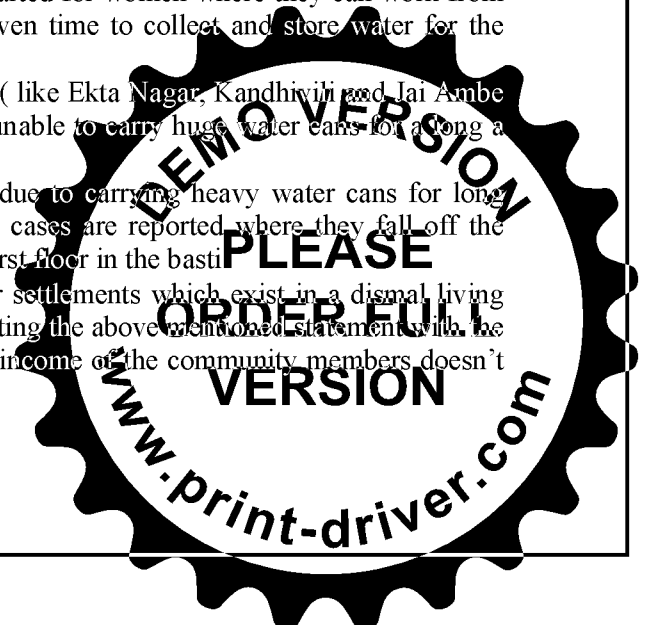 arted for women where they can work from
ven time to collect and store water for the
( like Ekta Nagar, Kandhivili and Jai Ambe
unable to carry huge water cans for a long a
due to carrying heavy water cans for long
cases are reported where they fall off the
rst floor in the basti
r settlements which exist in a dismal living
ting the above mentioned statement with the
income of the community members doesn't
DEMO VERSION
PLEASE
ORDER FULL
VERSION
www.print-driver.com